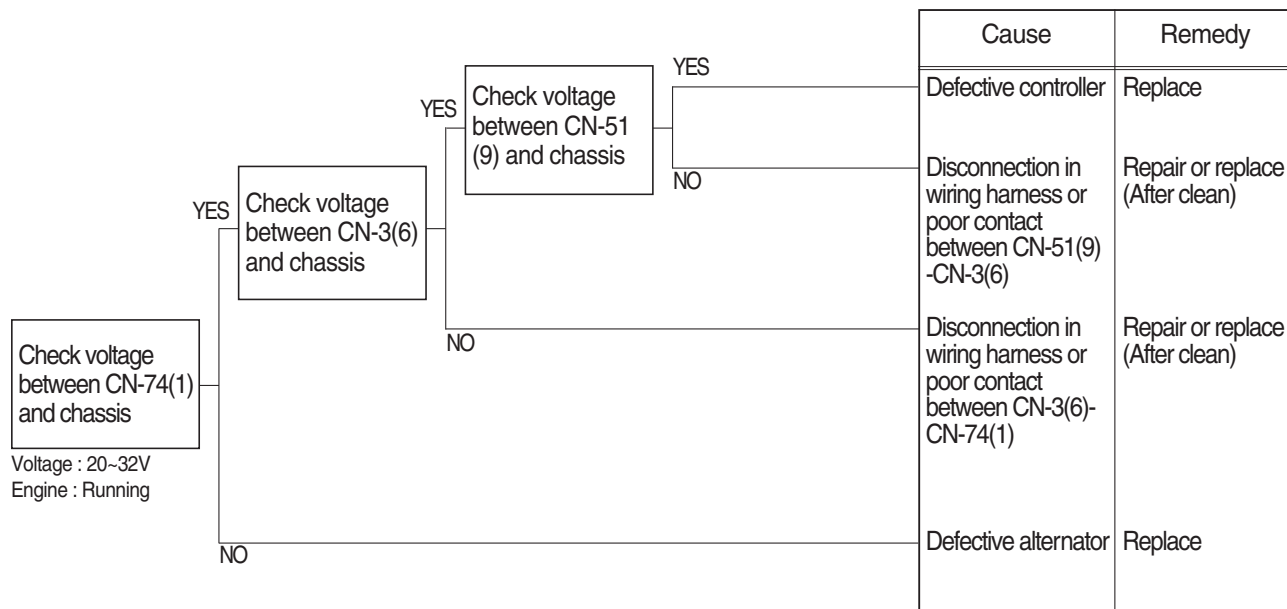 Cause
Remedy
YES
Defective controller
Replace
YES
Check voltage
between CN-51
(9) and chassis
NO
Disconnection in
wiring harness or
poor contact
between CN-51(9)
-CN-3(6)
Repair or replace
(After clean)
YES
Check voltage
between CN-3(6)
and chassis
NO
Disconnection in
wiring harness or
poor contact
between CN-3(6)-
CN-74(1)
Repair or replace
(After clean)
Check voltage
between CN-74(1)
and chassis
Voltage : 20~32V
Engine : Running
NO
Defective alternator
Replace